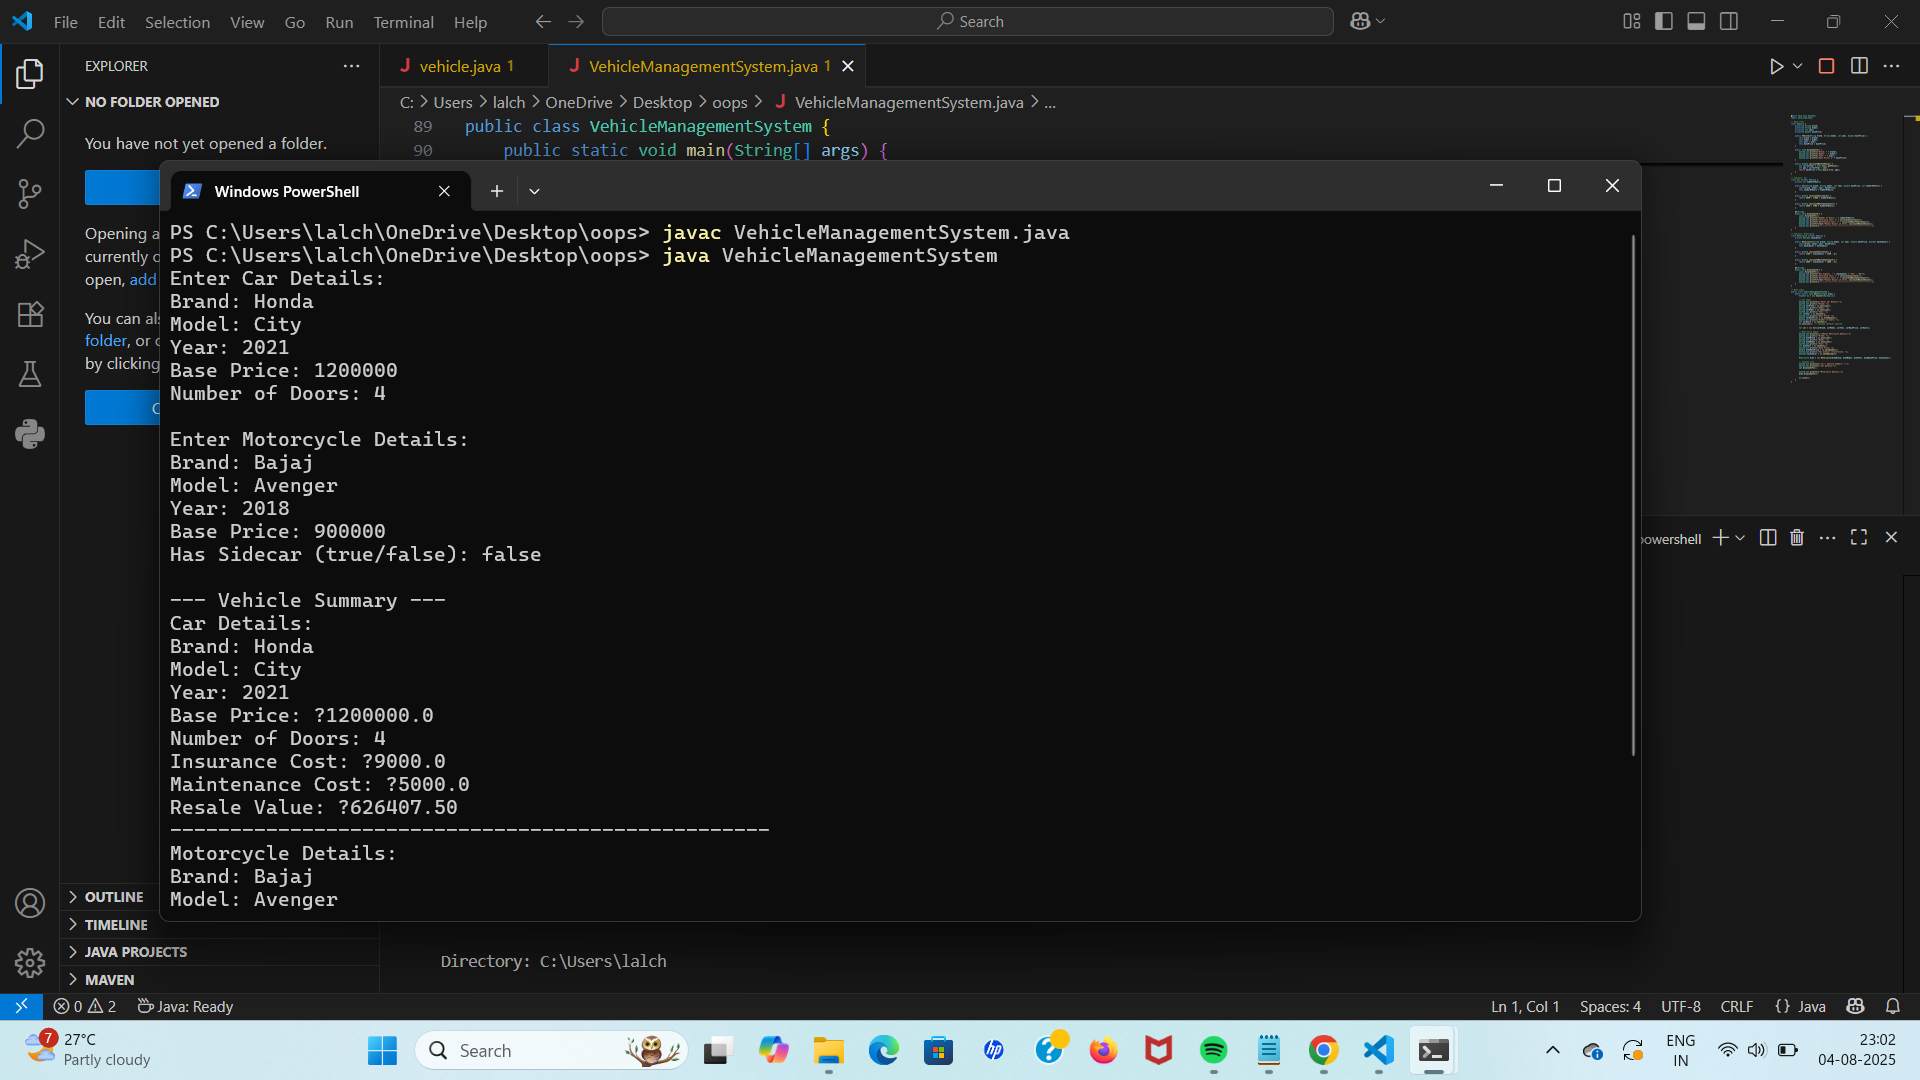 File Edit Selection View Go Run Terminal Help
Search
EXPLORER
NO FOLDER OPENED
You have not yet opened a folder.
Opening a
currently
open, add
You can al
folder, or
by clicking
OUTLINE
TIMELINE
JAVA PROJECTS
MAVEN
vehicle.java 1
VehicleManagementSystem.java 1
C: > Users > lalch > OneDrive > Desktop > oops > VehicleManagementSystem.java > ...
89 public class VehicleManagementSystem {
90 public static void main(String[] args) {
Windows PowerShell
PS C:\Users\lalch\OneDrive\Desktop\oops> javac VehicleManagementSystem.java
PS C:\Users\lalch\OneDrive\Desktop\oops> java VehicleManagementSystem
Enter Car Details:
Brand: Honda
Model: City
Year: 2021
Base Price: 1200000
Number of Doors: 4
Enter Motorcycle Details:
Brand: Bajaj
Model: Avenger
Year: 2018
Base Price: 900000
Has Sidecar (true/false): false
--- Vehicle Summary ---
Car Details:
Brand: Honda
Model: City
Year: 2021
Base Price: ?1200000.0
Number of Doors: 4
Insurance Cost: ?9000.0
Maintenance Cost: ?5000.0
Resale Value: ?626407.50
--------------------------------------------------
Motorcycle Details:
Brand: Bajaj
Model: Avenger
powershell
Directory: C:\Users\lalch
0 2 Java: Ready
Ln 1, Col 1 Spaces: 4 UTF-8 CRLF {} Java
7
27°C
Partly cloudy
Search
hp
ENG
IN
23:02
04-08-2025